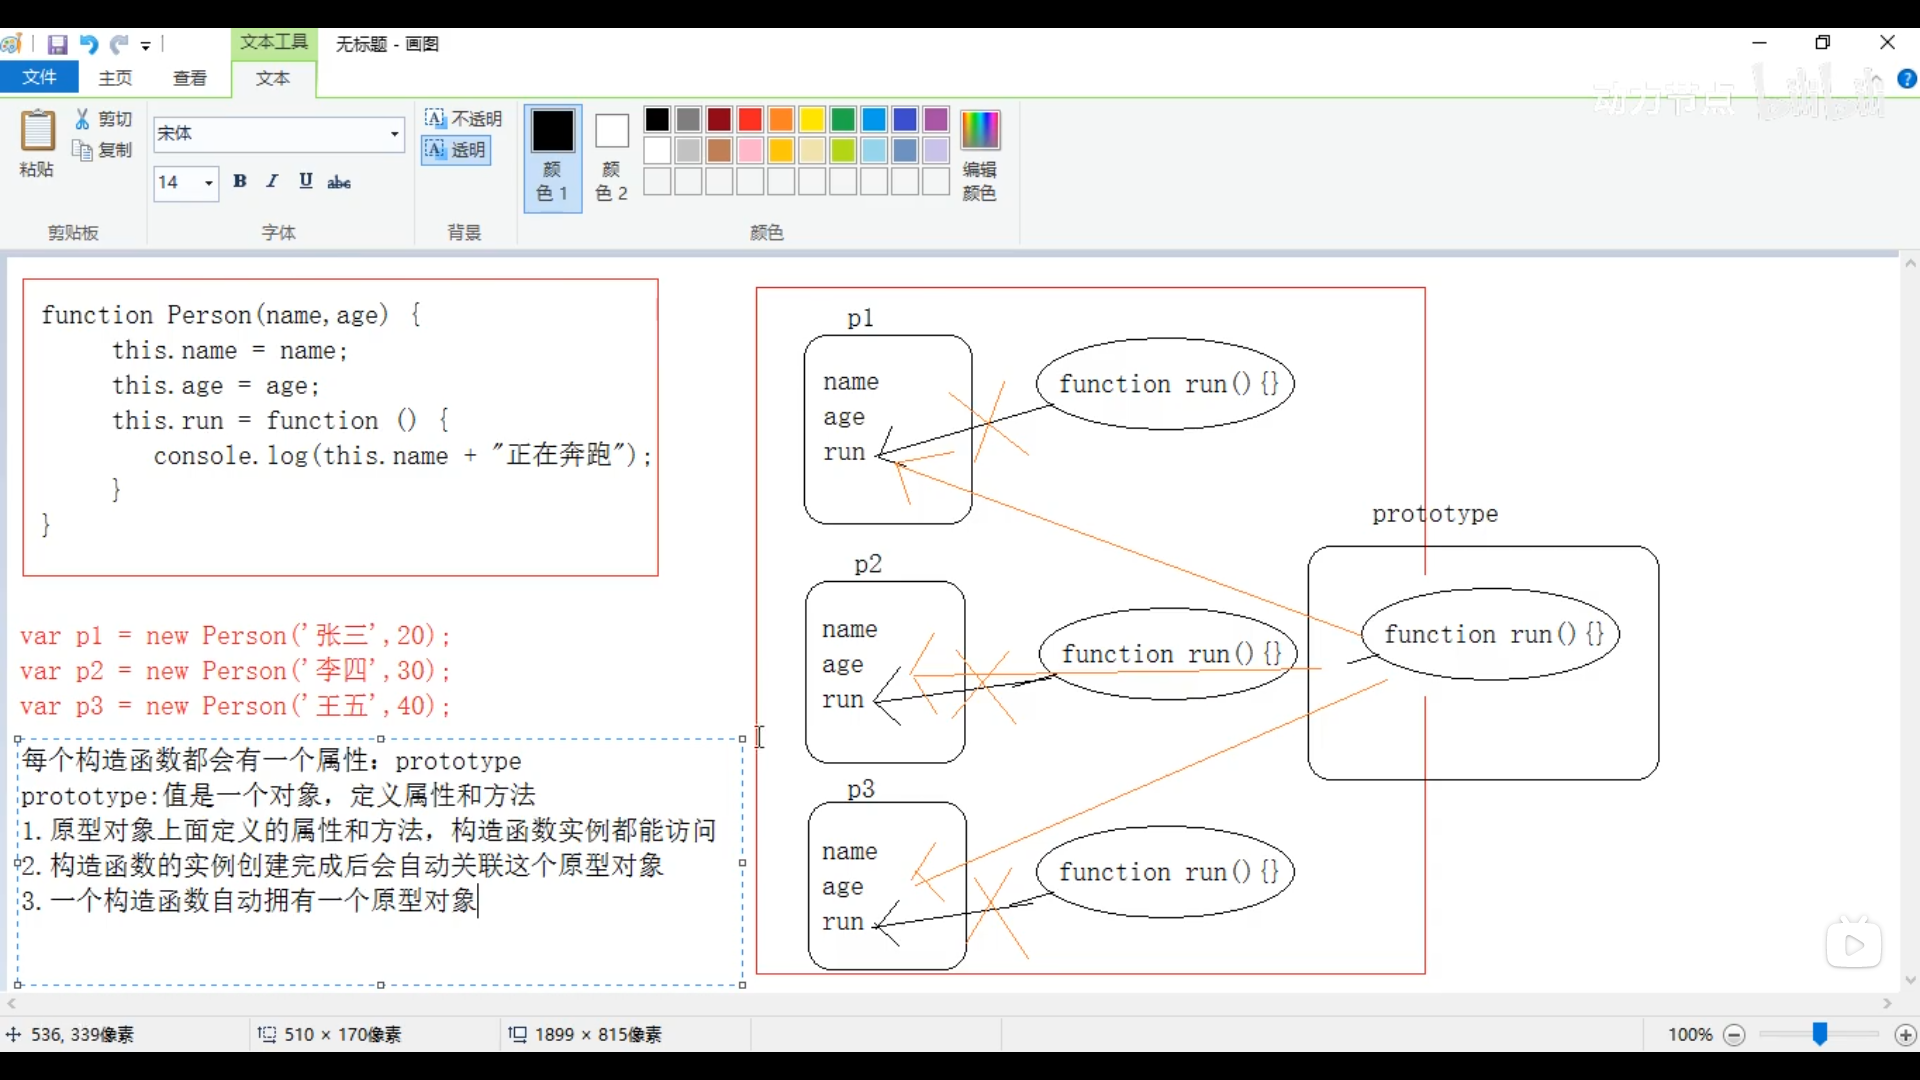 文本工具
无标题 - 画图
文件
主页
查看
文本
动力节点
bilibili
粘贴
剪切
复制
宋体
14
B I U abc
不透明
透明
颜色 1
颜色 2
编辑颜色
剪贴板
字体
背景
颜色
function Person(name,age) {
this.name = name;
this.age = age;
this.run = function () {
console.log(this.name + "正在奔跑");
}
}
var p1 = new Person('张三',20);
var p2 = new Person('李四',30);
var p3 = new Person('王五',40);
每个构造函数都会有一个属性：prototype
prototype:值是一个对象，定义属性和方法
1.原型对象上面定义的属性和方法，构造函数实例都能访问
2.构造函数的实例创建完成后会自动关联这个原型对象
3.一个构造函数自动拥有一个原型对象
p1
name
age
run
function run(){}
p2
name
age
run
function run(){}
p3
name
age
run
function run(){}
prototype
function run(){}
536, 339像素
510 × 170像素
1899 × 815像素
100%